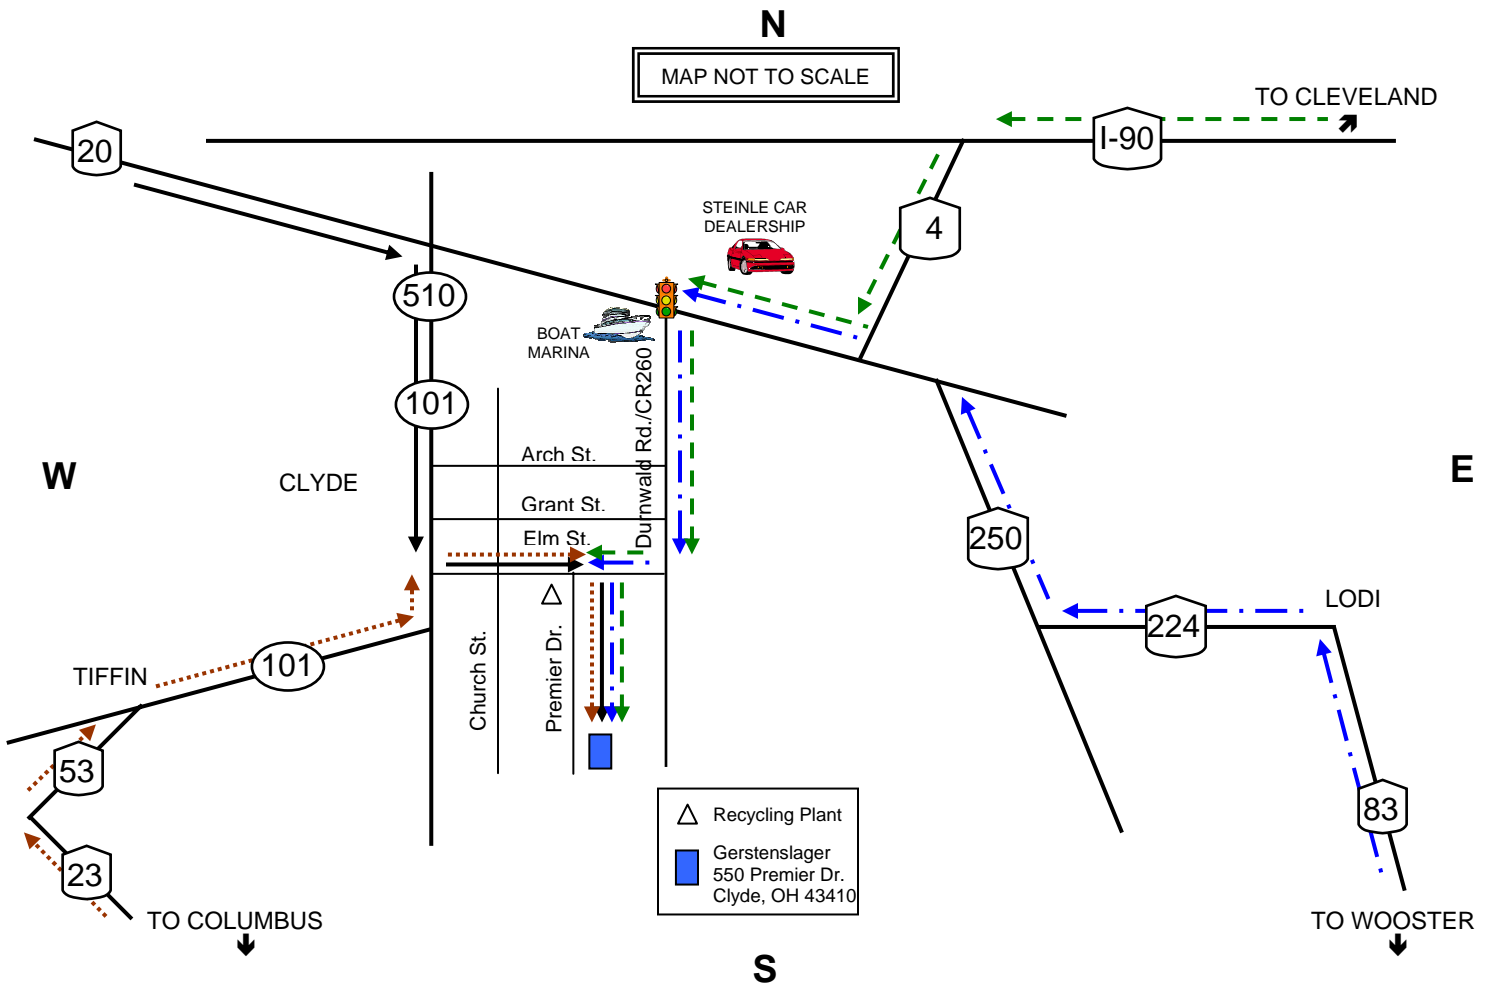 N
MAP NOT TO SCALE
TO CLEVELAND
20
I-90
STEINLE CAR
DEALERSHIP
4
510
BOAT
MARINA
Durnwald Rd./CR260
101
Arch St.
CLYDE
W
E
Grant St.
Elm St.
250
LODI
224
Church St.
Premier Dr.
101
TIFFIN
53
83
Recycling Plant
Gerstenslager
550 Premier Dr.
Clyde, OH 43410
23
TO COLUMBUS
TO WOOSTER
S